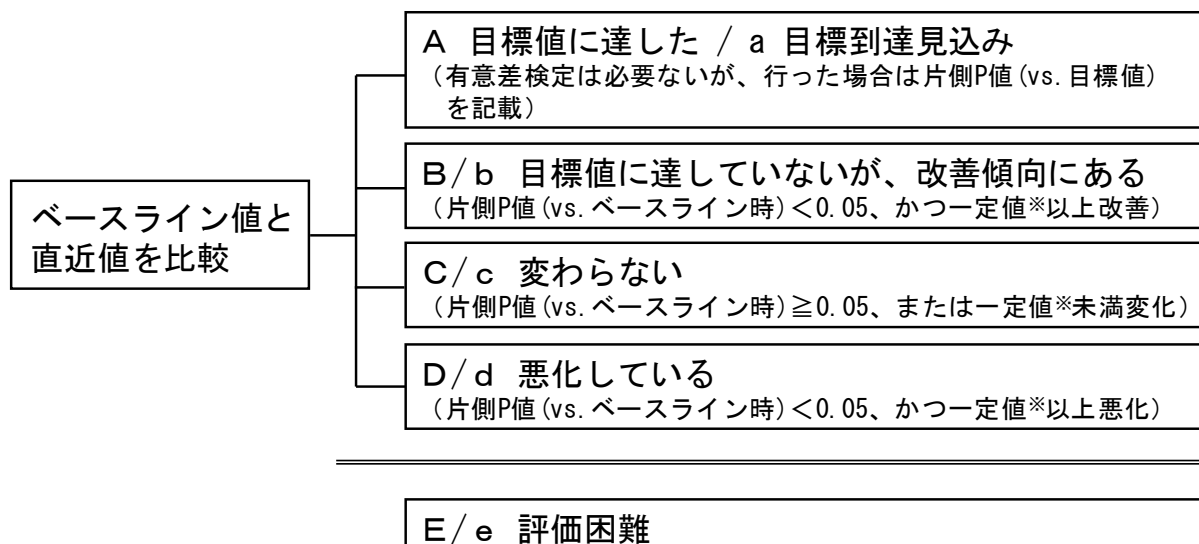 A 目標値に達した / a 目標到達見込み
（有意差検定は必要ないが、行った場合は片側P値(vs.目標値)
を記載）
B/b 目標値に達していないが、改善傾向にある
（片側P値(vs.ベースライン時)<0.05、かつ一定値※以上改善）
ベースライン値と
直近値を比較
C/c 変わらない
（片側P値(vs.ベースライン時)≧0.05、または一定値※未満変化）
D/d 悪化している
（片側P値(vs.ベースライン時)<0.05、かつ一定値※以上悪化）
E/e 評価困難